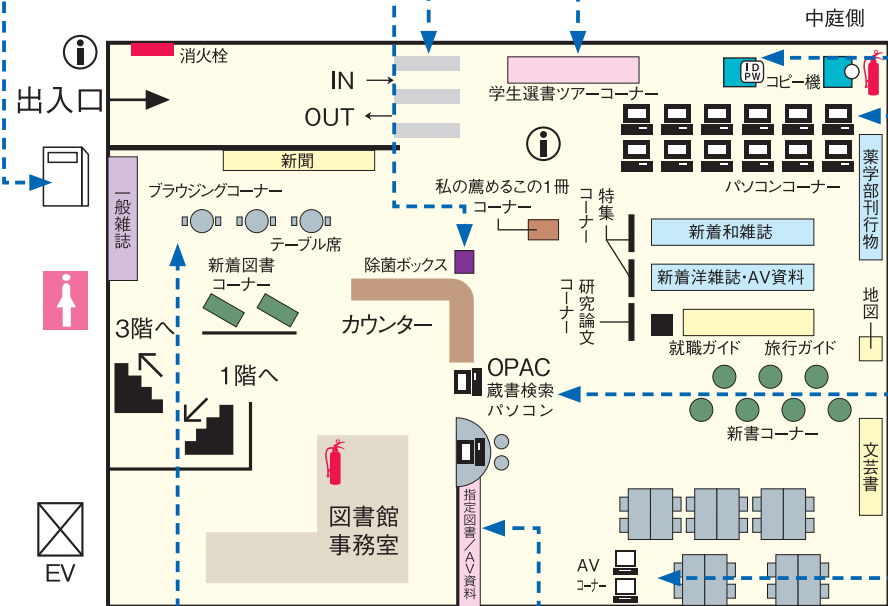 中庭側
消火栓
IN
OUT
出入口
学生選書ツアーコーナー
ID
PW
コピー機
パソコンコーナー
薬学部刊行物
新聞
一般雑誌
ブラウジングコーナー
テーブル席
私の薦めるこの1冊
コーナー
特集
コーナー
新着和雑誌
新着洋雑誌・AV資料
除菌ボックス
新着図書
コーナー
カウンター
研究論文
コーナー
地図
就職ガイド
旅行ガイド
3階へ
1階へ
OPAC
蔵書検索
パソコン
新書コーナー
文芸書
図書館
事務室
指定図書/AV資料
AV
コーナー
EV